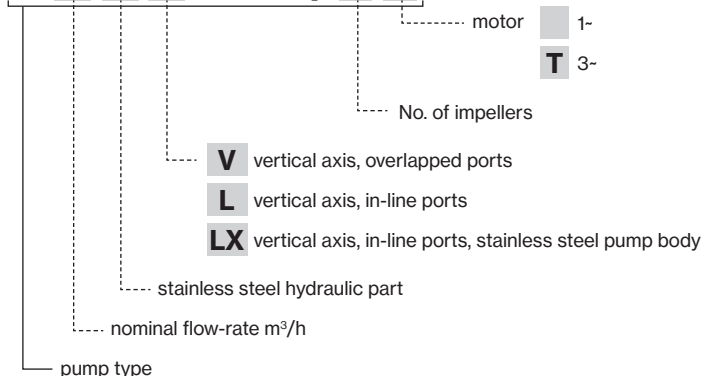 motor 1~
T 3~
No. of impellers
V vertical axis, overlapped ports
L vertical axis, in-line ports
LX vertical axis, in-line ports, stainless steel pump body
stainless steel hydraulic part
nominal flow-rate m³/h
pump type